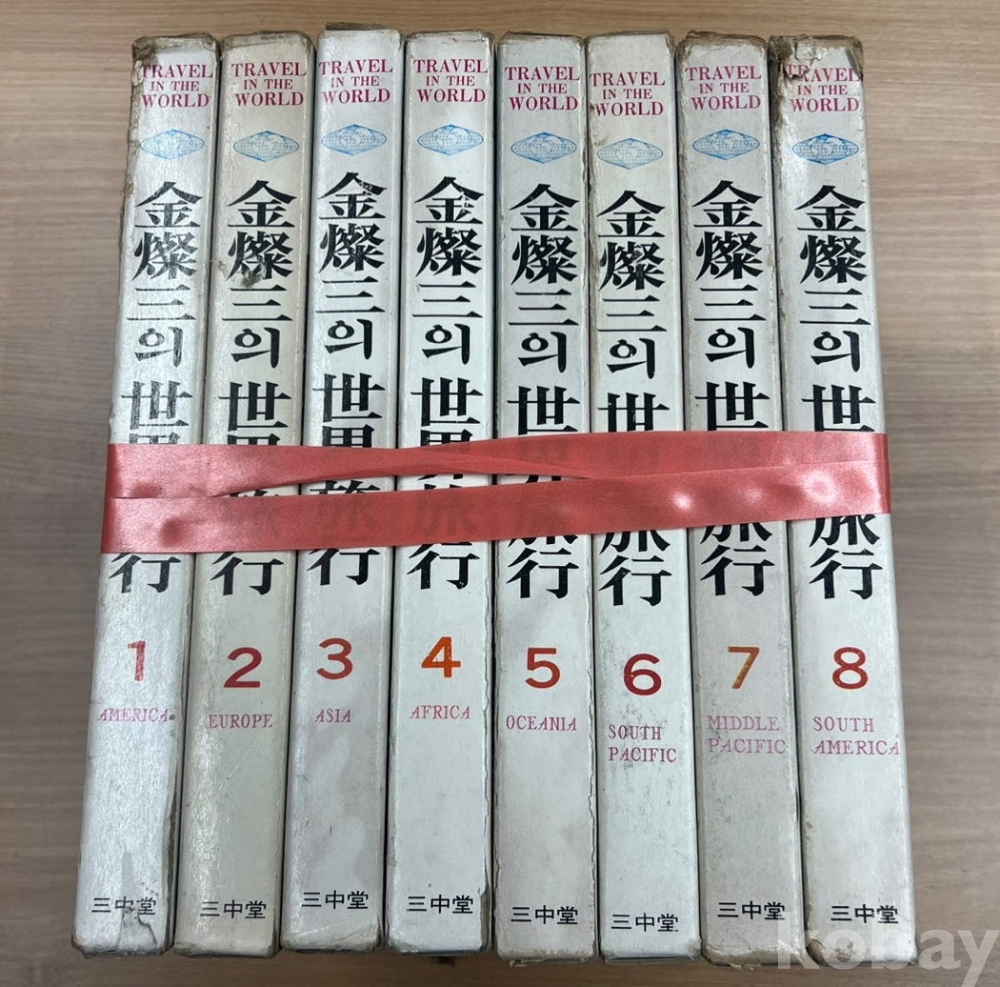 TRAVEL
IN THE
WORLD
金燦三의 世界旅行
1
AMERICA
三中堂
TRAVEL
IN THE
WORLD
金燦三의 世界旅行
2
EUROPE
三中堂
TRAVEL
IN THE
WORLD
金燦三의 世界旅行
3
ASIA
三中堂
TRAVEL
IN THE
WORLD
金燦三의 世界旅行
4
AFRICA
三中堂
TRAVEL
IN THE
WORLD
金燦三의 世界旅行
5
OCEANIA
三中堂
TRAVEL
IN THE
WORLD
金燦三의 世界旅行
6
SOUTH
PACIFIC
三中堂
TRAVEL
IN THE
WORLD
金燦三의 世界旅行
7
MIDDLE
PACIFIC
三中堂
TRAVEL
IN THE
WORLD
金燦三의 世界旅行
8
SOUTH
AMERICA
三中堂
kobay